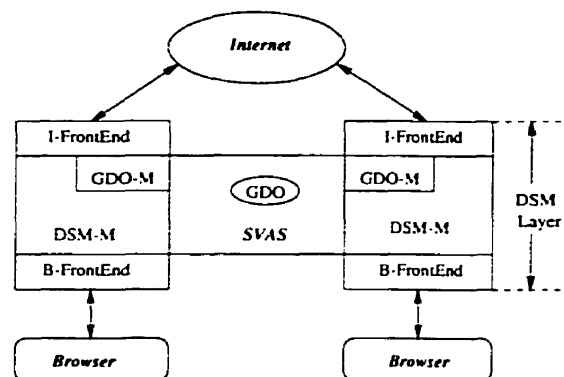 Internet
I-FrontEnd I-FrontEnd
GDO-M GDO GDO-M
DSM Layer
DSM-M SVAS DSM-M
B-FrontEnd B-FrontEnd
Browser Browser